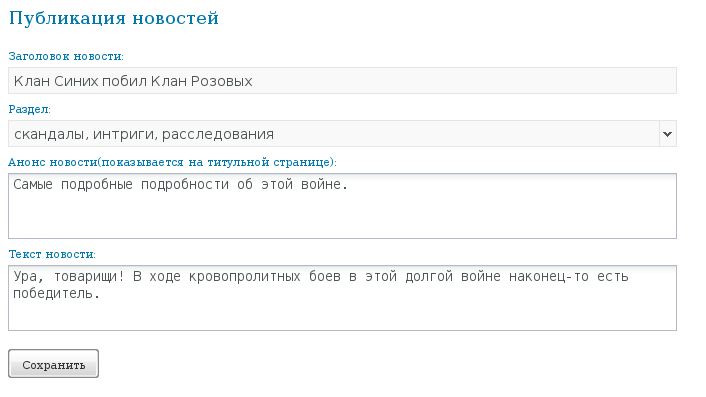 Публикация новостей
Заголовок новости:
Клан Синих побил Клан Розовых
Раздел:
скандалы, интриги, расследования
Анонс новости(показывается на титульной странице):
Самые подробные подробности об этой войне.
Текст новости:
Ура, товарищи! В ходе кровопролитных боев в этой долгой войне наконец-то есть
победитель.
Сохранить